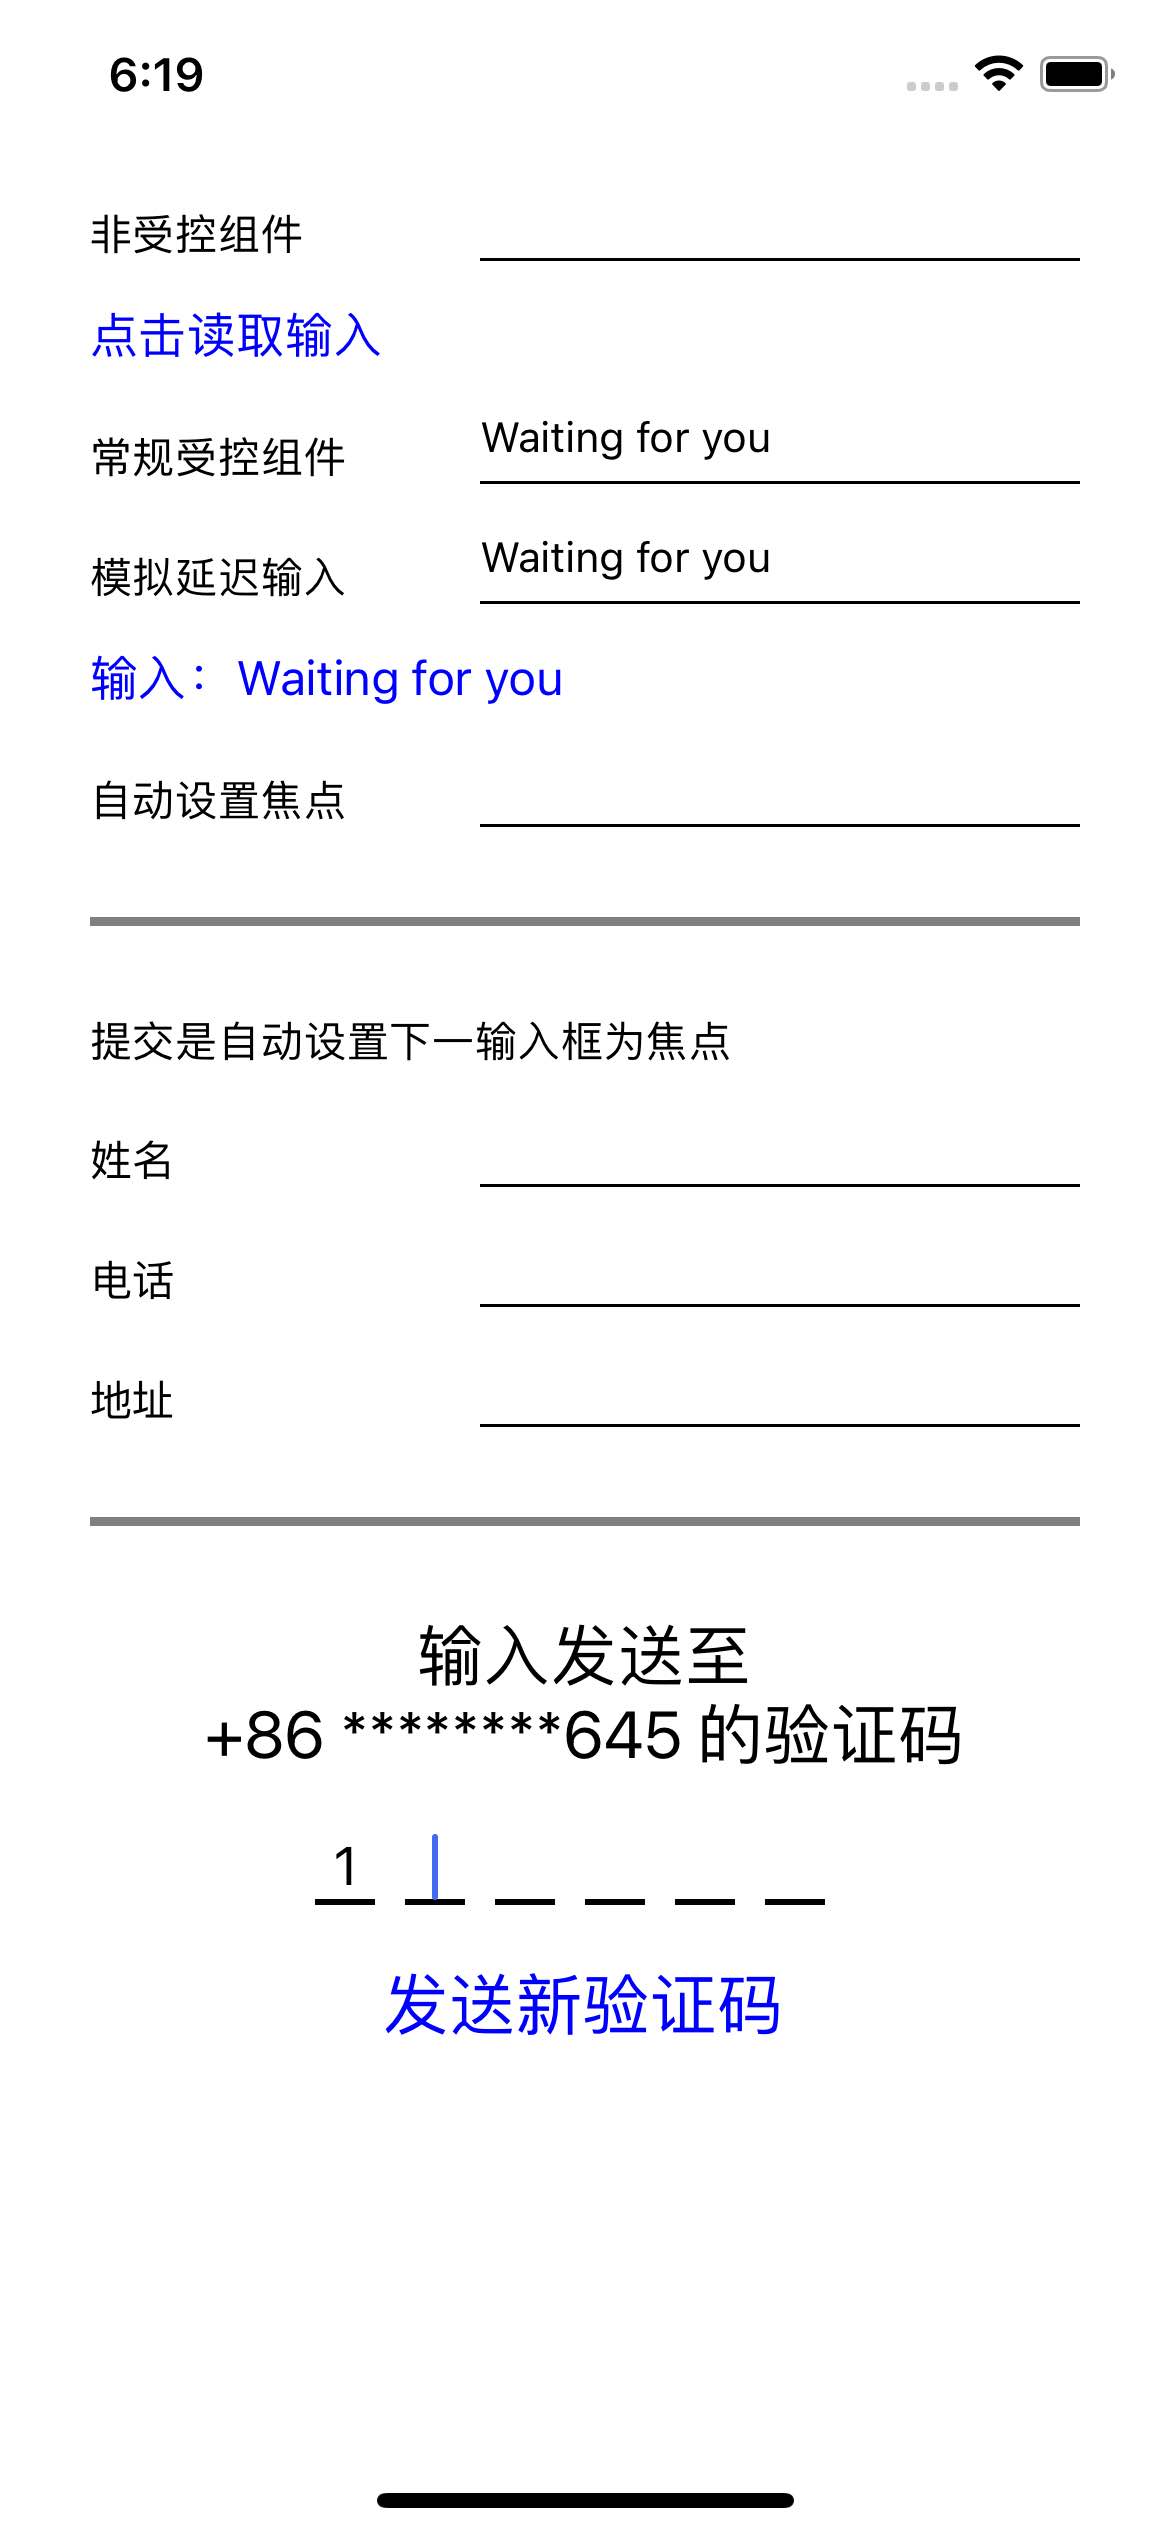 6:19
非受控组件
点击读取输入
常规受控组件 Waiting for you
模拟延迟输入 Waiting for you
输入：Waiting for you
自动设置焦点
提交是自动设置下一输入框为焦点
姓名
电话
地址
输入发送至
+86 ********645 的验证码
1
发送新验证码